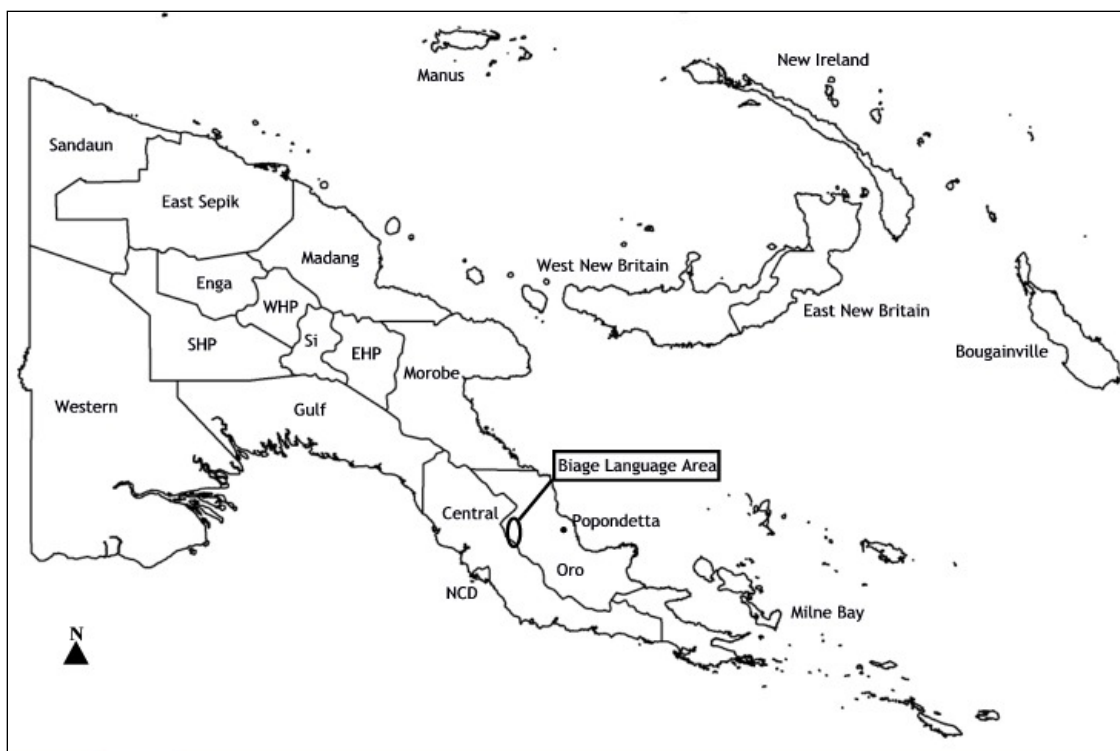 Manus
New Ireland
Sandaun
East Sepik
Madang
West New Britain
Enga
WHP
East New Britain
SHP
Si
EHP
Morobe
Bougainville
Western
Gulf
Biage Language Area
Central
Popondetta
Oro
NCD
Milne Bay
N